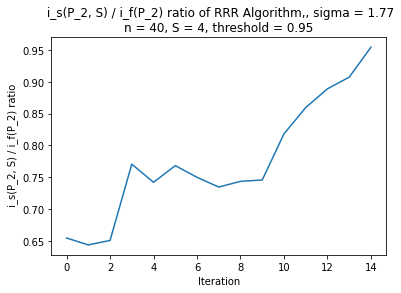 i_s(P_2, S) / i_f(P_2) ratio of RRR Algorithm,, sigma = 1.77
n = 40, S = 4, threshold = 0.95
0.95
0.90
0.85
0.80
0.75
0.70
0.65
i_s(P_2, S) / i_f(P_2) ratio
0 2 4 6 8 10 12 14
Iteration